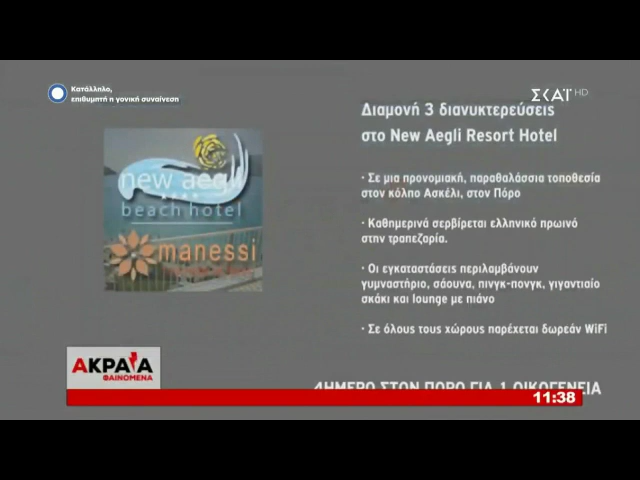 Κατάλληλο,
επιθυμητή η γονική συναίνεση
ΣΚΑΪ HD
Διαμονή 3 διανυκτερεύσεις
στο New Aegli Resort Hotel
new aegli
beach hotel
manessi
· Σε μια προνομιακή, παραθαλάσσια τοποθεσία
στον κόλπο Ασκέλι, στον Πόρο
· Καθημερινά σερβίρεται ελληνικό πρωινό
στην τραπεζαρία.
· Οι εγκαταστάσεις περιλαμβάνουν
γυμναστήριο, σάουνα, πινγκ-πονγκ, γιγαντιαίο
σκάκι και lounge με πιάνο
· Σε όλους τους χώρους παρέχεται δωρεάν WiFi
ΑΚΡΑΙΑ
ΦΑΙΝΟΜΕΝΑ
4ΗΜΕΡΟ ΣΤΟΝ ΠΟΡΟ ΓΙΑ 1 ΟΙΚΟΓΕΝΕΙΑ
11:38